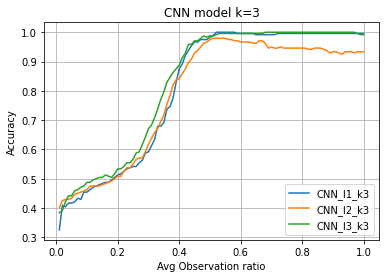 CNN model k=3
Accuracy
1.0
0.9
0.8
0.7
0.6
0.5
0.4
0.3
CNN_l1_k3
CNN_l2_k3
CNN_l3_k3
0.0 0.2 0.4 0.6 0.8 1.0
Avg Observation ratio